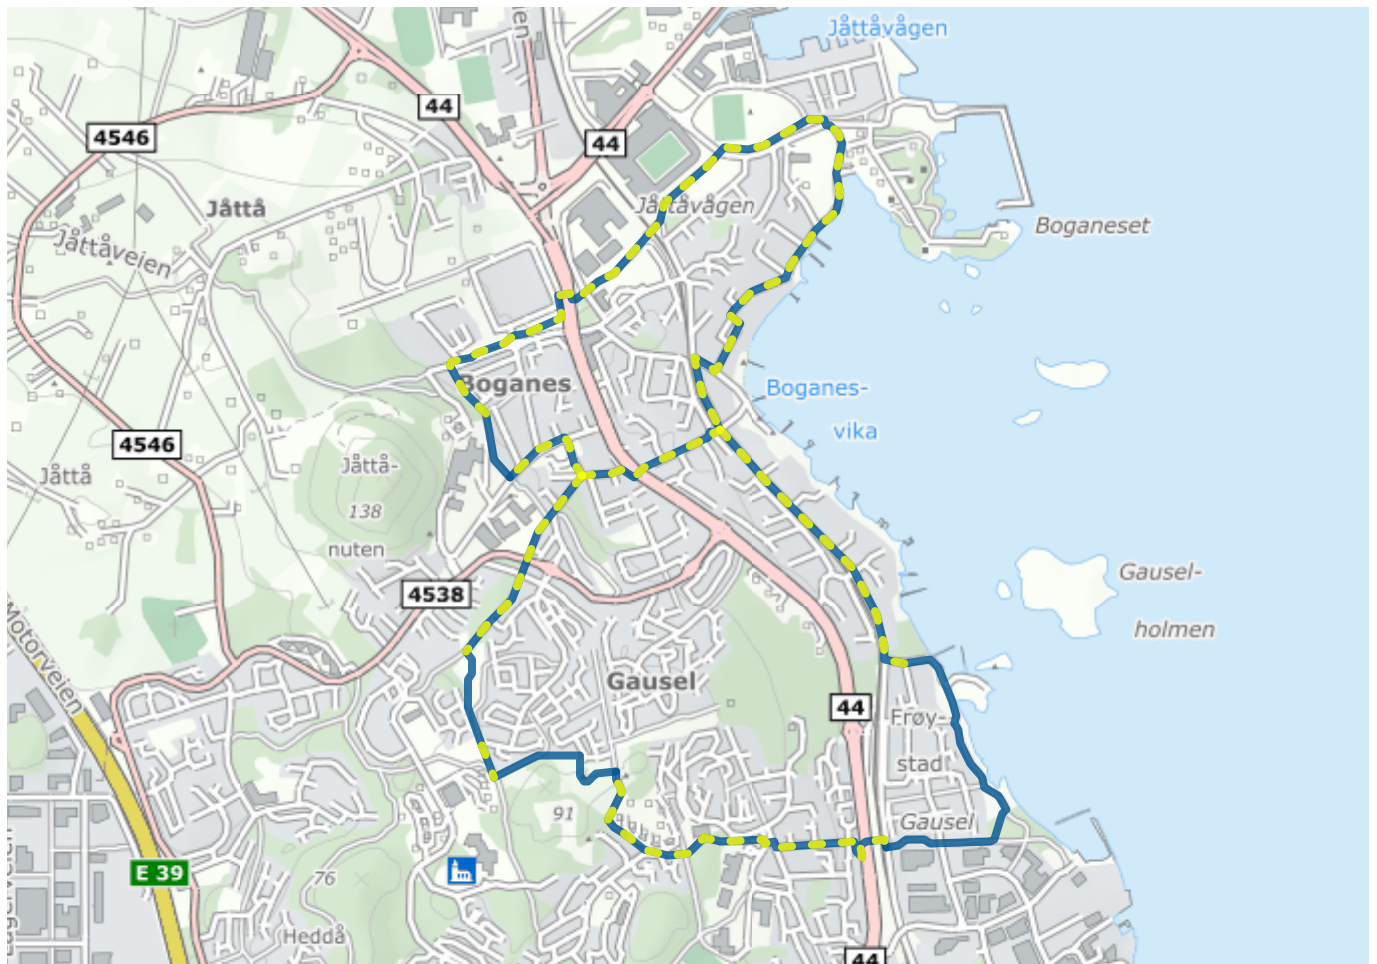 Jåttåvågen
44
4546
44
Jåttå
Jåttåvågen
Boganeset
Jåttåveien
Boganes
Boganes-
vika
4546
Jåttå-
138
nuten
Jåttå
Gausel-
holmen
4538
Motorveien
Gausel
44
Frøy-
stad
Gausel
91
E 39
76
Heddå
44